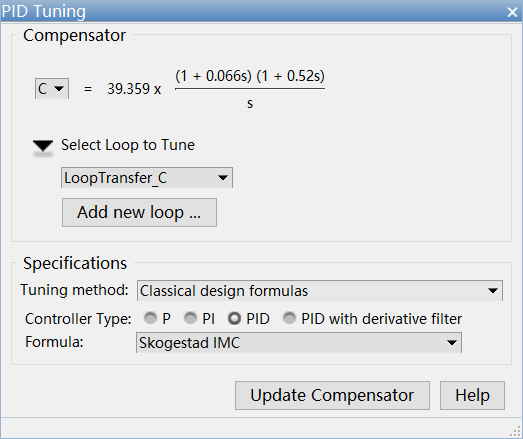 PID Tuning
Compensator
C = 39.359 x (1 + 0.066s) (1 + 0.52s)
s
Select Loop to Tune
LoopTransfer_C
Add new loop ...
Specifications
Tuning method: Classical design formulas
Controller Type: P PI PID PID with derivative filter
Formula: Skogestad IMC
Update Compensator Help